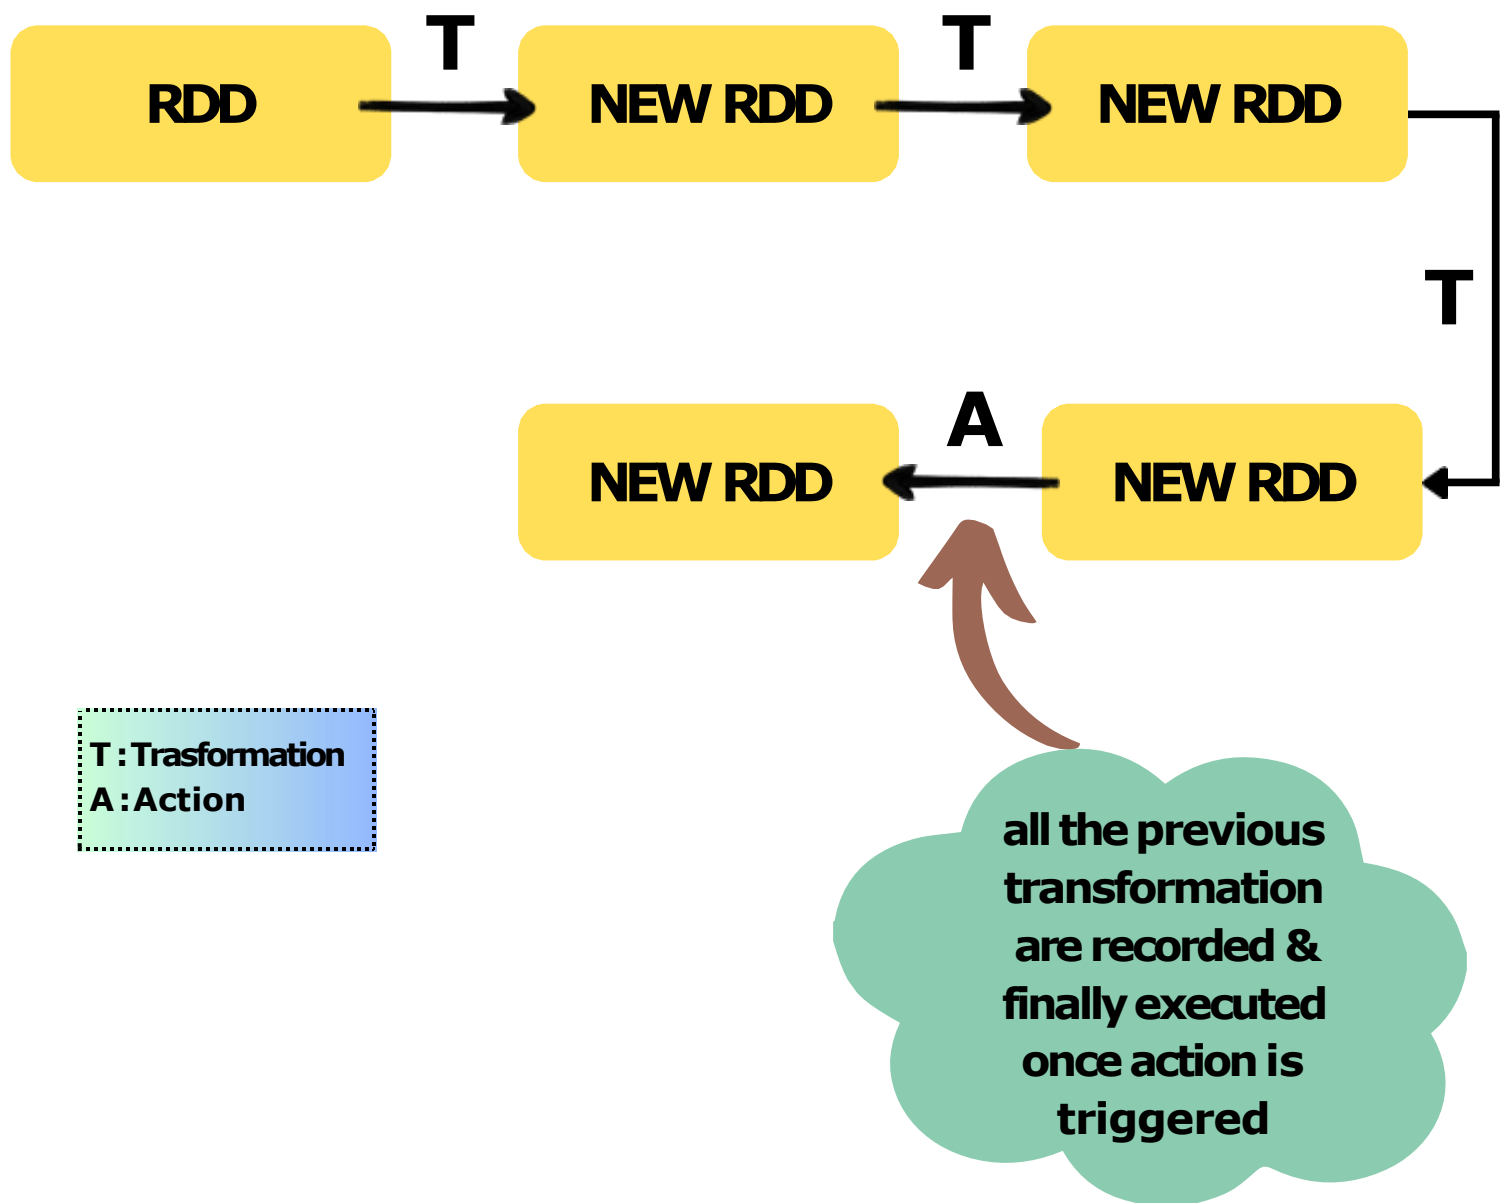 T
T
RDD
NEW RDD
NEW RDD
T
A
NEW RDD
NEW RDD
T:Trasformation
A:Action
all the previous
transformation
are recorded &
finally executed
once action is
triggered